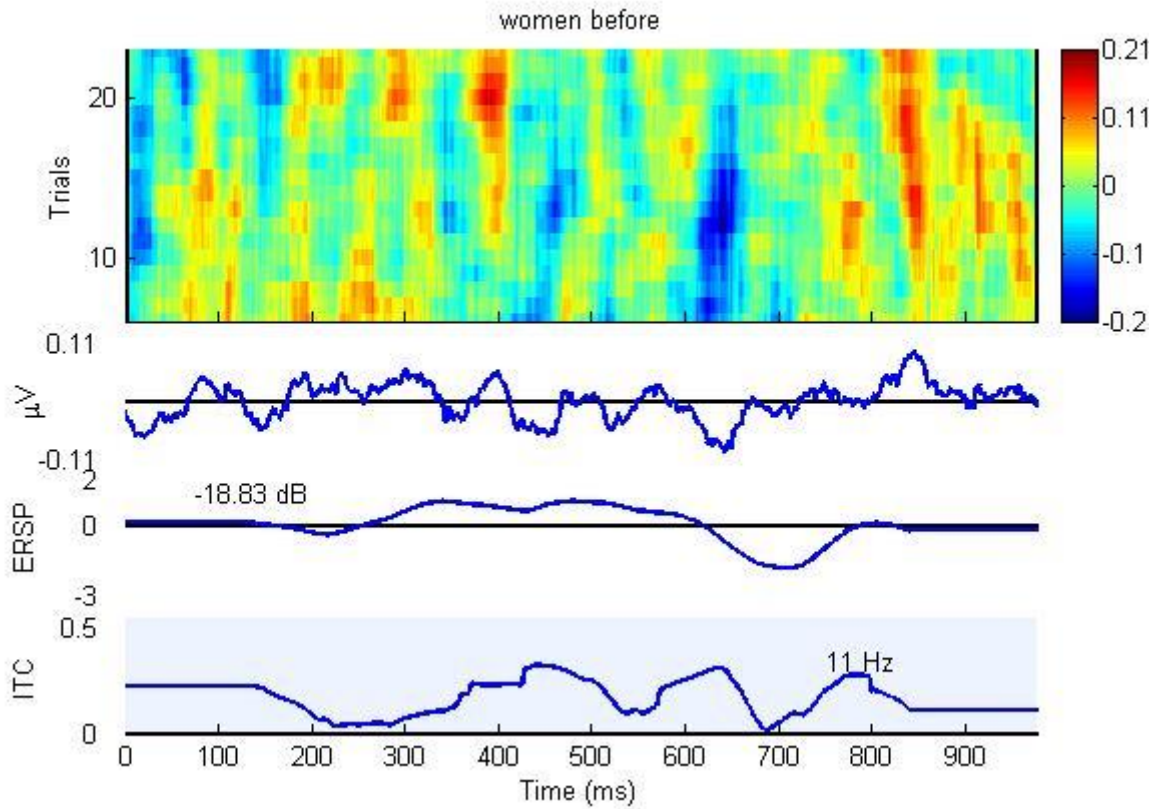 women before
Trials
20
10
0.21
0.11
0
-0.1
-0.2
µV
0.11
-0.11
ERSP
2
0
-3
-18.83 dB
ITC
0.5
0
11 Hz
0 100 200 300 400 500 600 700 800 900
Time (ms)